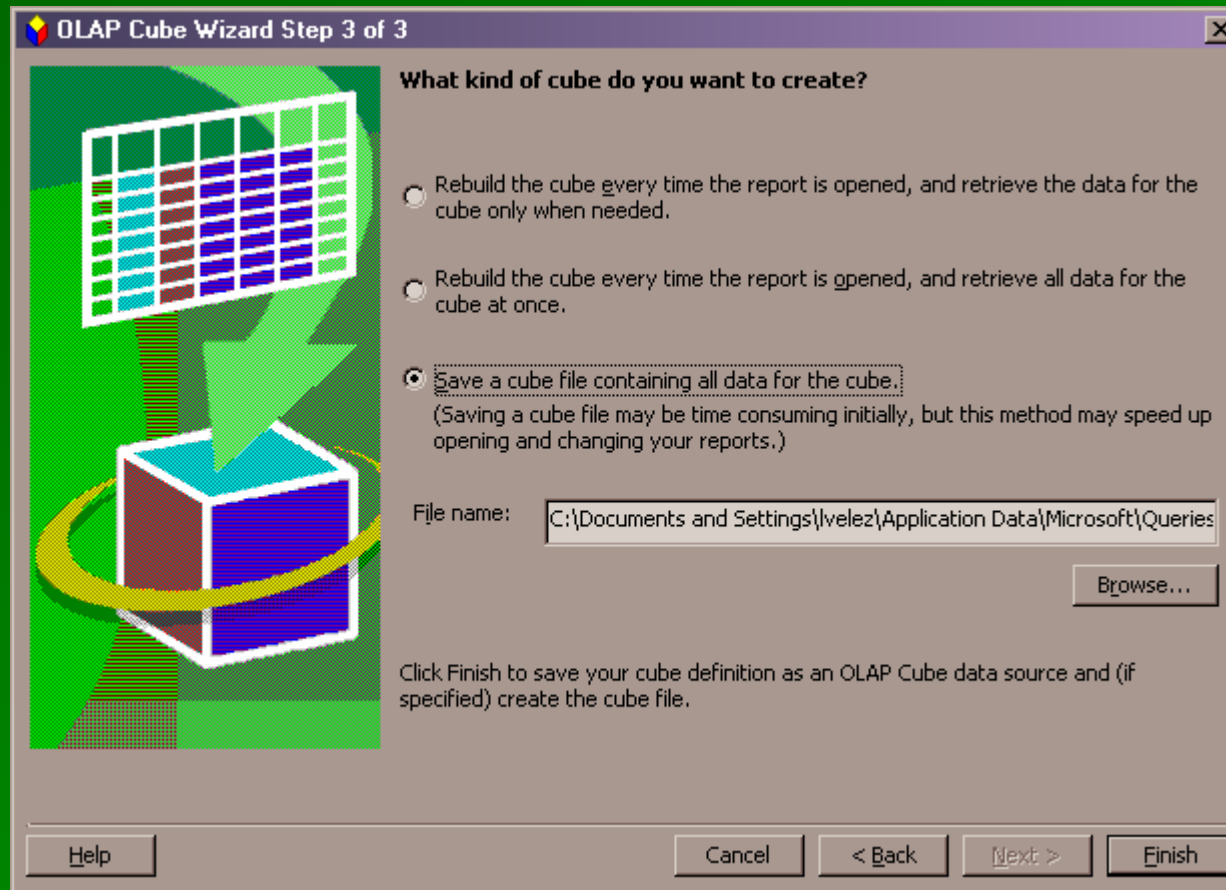 OLAP Cube Wizard Step 3 of 3
What kind of cube do you want to create?
Rebuild the cube every time the report is opened, and retrieve the data for the
cube only when needed.
Rebuild the cube every time the report is opened, and retrieve all data for the
cube at once.
Save a cube file containing all data for the cube.
(Saving a cube file may be time consuming initially, but this method may speed up
opening and changing your reports.)
File name: C:\Documents and Settings\lvelez\Application Data\Microsoft\Queries
Browse...
Click Finish to save your cube definition as an OLAP Cube data source and (if
specified) create the cube file.
Help Cancel < Back Next > Finish